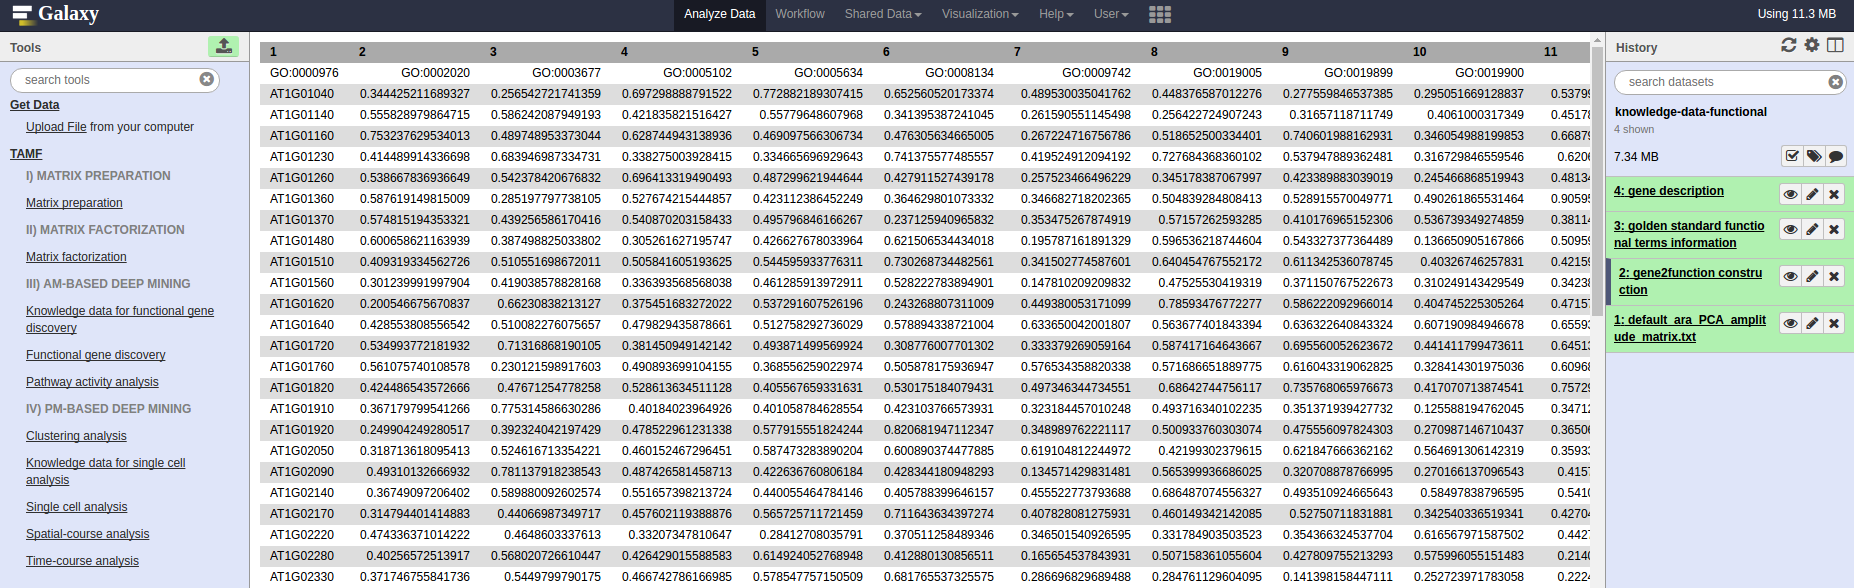 Galaxy
Analyze Data Workflow Shared Data Visualization Help User
Using 11.3 MB
Tools
search tools
Get Data
Upload File from your computer
TAMF
I) MATRIX PREPARATION
Matrix preparation
II) MATRIX FACTORIZATION
Matrix factorization
III) AM-BASED DEEP MINING
Knowledge data for functional gene
discovery
Functional gene discovery
Pathway activity analysis
IV) PM-BASED DEEP MINING
Clustering analysis
Knowledge data for single cell
analysis
Single cell analysis
Spatial-course analysis
Time-course analysis
1 2 3 4 5 6 7 8 9 10 11
GO:0000976 GO:0002020 GO:0003677 GO:0005102 GO:0005634 GO:0008134 GO:0009742 GO:0019005 GO:0019899 GO:0019900
AT1G01040 0.344425211689327 0.256542721741359 0.697298888791522 0.772882189307415 0.652560520173374 0.489530035041762 0.448376587012276 0.277559846537385 0.295051669128837 0.53799
AT1G01140 0.555828979864715 0.586242087949193 0.421835821516427 0.55779648607968 0.341395387241045 0.261590551145498 0.256422724907343 0.31657118711749 0.4061000317349 0.45178
AT1G01160 0.753237629534013 0.489748953373044 0.628744943138936 0.469097566306734 0.476305634665005 0.267224716756786 0.518652500334401 0.740601988162931 0.346054988199853 0.66879
AT1G01230 0.414489914336698 0.683946987334731 0.338275003928415 0.334665696929643 0.741375577485557 0.419524912094192 0.727684368360102 0.537947889362481 0.316729846559546 0.6206
AT1G01260 0.538667836936649 0.542378420676832 0.696413319490493 0.487299621944644 0.427911527439178 0.257523466496229 0.345178387067997 0.423389883039019 0.245466868519943 0.48134
AT1G01360 0.587619149815009 0.285197797738105 0.527674215444857 0.423112386452249 0.364629801073332 0.346682718202365 0.504839284808413 0.528915570049771 0.490261865531464 0.90595
AT1G01370 0.574815194353321 0.439256586170416 0.540870203158433 0.495796846166267 0.237125940965832 0.353475267874919 0.57157262593285 0.410176965152306 0.536739349274859 0.38114
AT1G01480 0.600658621163939 0.387498825033802 0.305261627195747 0.426627678033964 0.621506534434018 0.195787161891329 0.596536218744604 0.543327377364489 0.136650905167866 0.50959
AT1G01510 0.409319334562726 0.510551698672011 0.505841605193625 0.544595933776311 0.730268734482561 0.341502774587601 0.640454767552172 0.611342536078745 0.40326746257831 0.42159
AT1G01560 0.301239991997904 0.419038578828168 0.336393568568038 0.461285913972911 0.528222783894901 0.147810209209832 0.47525530419319 0.371150767522673 0.310249143429549 0.34238
AT1G01620 0.200546675670837 0.66230838213127 0.375451683272022 0.537291607526196 0.243268807311009 0.449380053171099 0.78593476772277 0.586222092966014 0.404745225305264 0.47157
AT1G01640 0.428553808556542 0.510082276075657 0.479829435878661 0.512758292736029 0.578894338721004 0.633650042001807 0.563677401843394 0.636322640843324 0.607190984946678 0.65593
AT1G01720 0.534993772181932 0.71316868190105 0.381450949142142 0.493871499569924 0.308776007701302 0.333379269059164 0.587417164643667 0.695560052623672 0.441411799473611 0.64513
AT1G01760 0.561075740108578 0.230121598917603 0.490893699104155 0.368556259022974 0.505878175936947 0.576534358820338 0.571686651889775 0.616043319062825 0.328414301975036 0.60968
AT1G01820 0.424486543572666 0.47671254778258 0.528613634511128 0.405567659331631 0.530175184079431 0.497346344734551 0.68642744756117 0.735768065976673 0.417070713874541 0.75729
AT1G01910 0.367179799541266 0.775314586630286 0.40184023964926 0.401058784628554 0.423103766573931 0.323184457010248 0.493716340102235 0.351371939427732 0.125588194762045 0.34712
AT1G01920 0.249904249280517 0.392324042197429 0.478522961231338 0.577915551824244 0.820681947112347 0.348989762221117 0.500933760303074 0.475556097824303 0.270987146710437 0.36506
AT1G02050 0.318713618095413 0.524616713354221 0.460152467296451 0.587473283890204 0.600890374477885 0.619104812244972 0.42199302379615 0.621847666362162 0.564691306142319 0.35933
AT1G02090 0.49310132666932 0.781137918238543 0.487426581458713 0.422636760806184 0.428344180948293 0.134571429831481 0.565399936686025 0.320708878766995 0.270166137096543 0.4157
AT1G02140 0.36749097206402 0.589880092602574 0.551657398213724 0.440055464784146 0.405788399646157 0.455522773793688 0.686487074556327 0.493510924665643 0.58497838796595 0.5410
AT1G02170 0.314794401414883 0.44066987349717 0.457602119388876 0.565725711721459 0.711643634397274 0.407828081275931 0.460149342142085 0.52750711831881 0.342540336519341 0.42704
AT1G02220 0.474336371014222 0.4648603337613 0.33207347810647 0.28412708035791 0.370511258489346 0.346501540926595 0.331784903503523 0.354366324537704 0.616567971587502 0.4427
AT1G02280 0.40256572513917 0.568020726610447 0.426429015588583 0.614924052768948 0.412880130856511 0.165654537843931 0.507158361055604 0.427809755213293 0.575996055151483 0.2140
AT1G02330 0.371746755841736 0.5449799790175 0.466742786166985 0.578547757150509 0.681765537325575 0.286696829689488 0.284761129604095 0.141398158447111 0.252723971783058 0.2224
History
search datasets
knowledge-data-functional
4 shown
7.34 MB
4: gene description
3: golden standard functio
nal terms information
2: gene2function constru
ction
1: default_ara_PCA_amplit
ude_matrix.txt